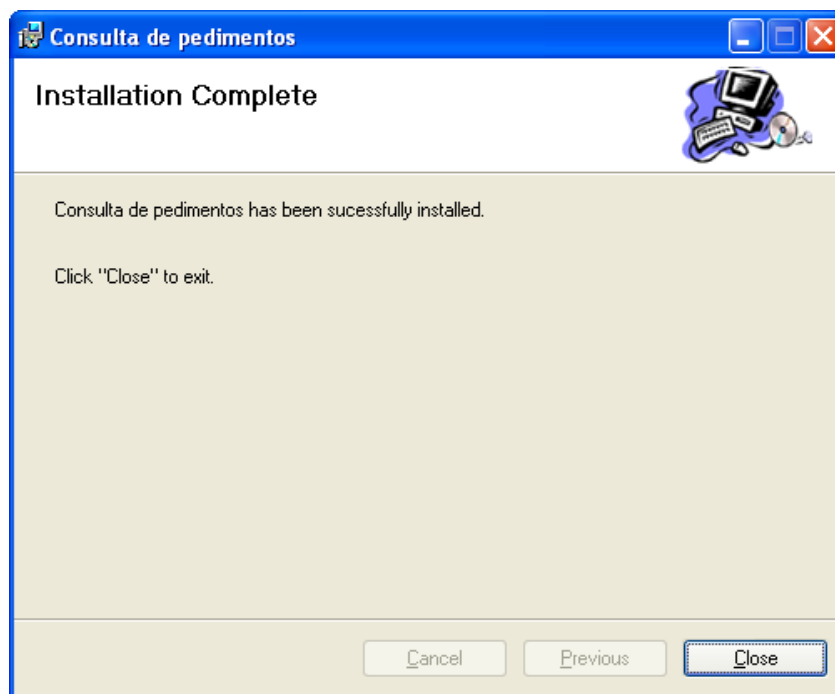 Consulta de pedimentos
Installation Complete
Consulta de pedimentos has been sucessfully installed.
Click "Close" to exit.
Cancel
Previous
Close